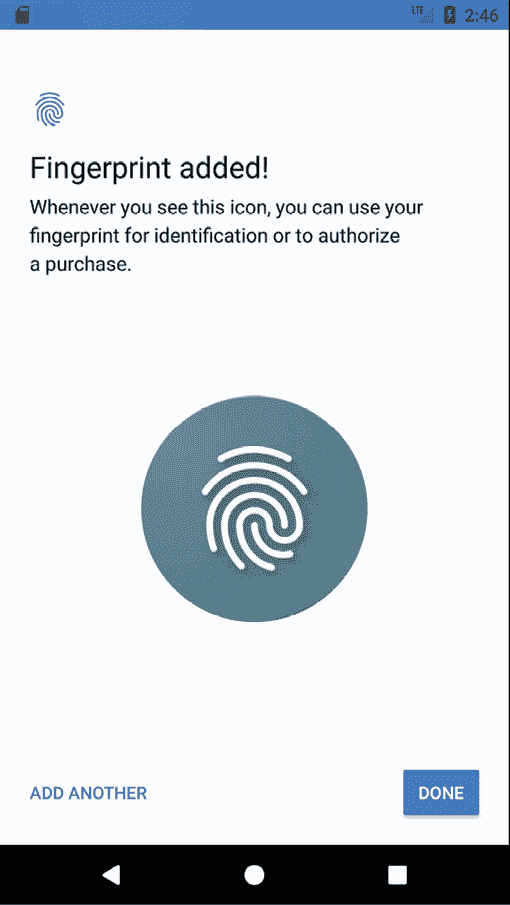 LTE 2:46
Fingerprint added!
Whenever you see this icon, you can use your
fingerprint for identification or to authorize
a purchase.
ADD ANOTHER
DONE